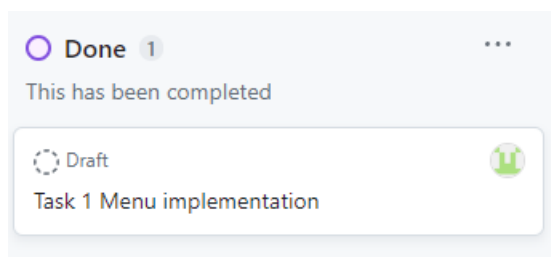 Done 1
This has been completed
Draft
Task 1 Menu implementation